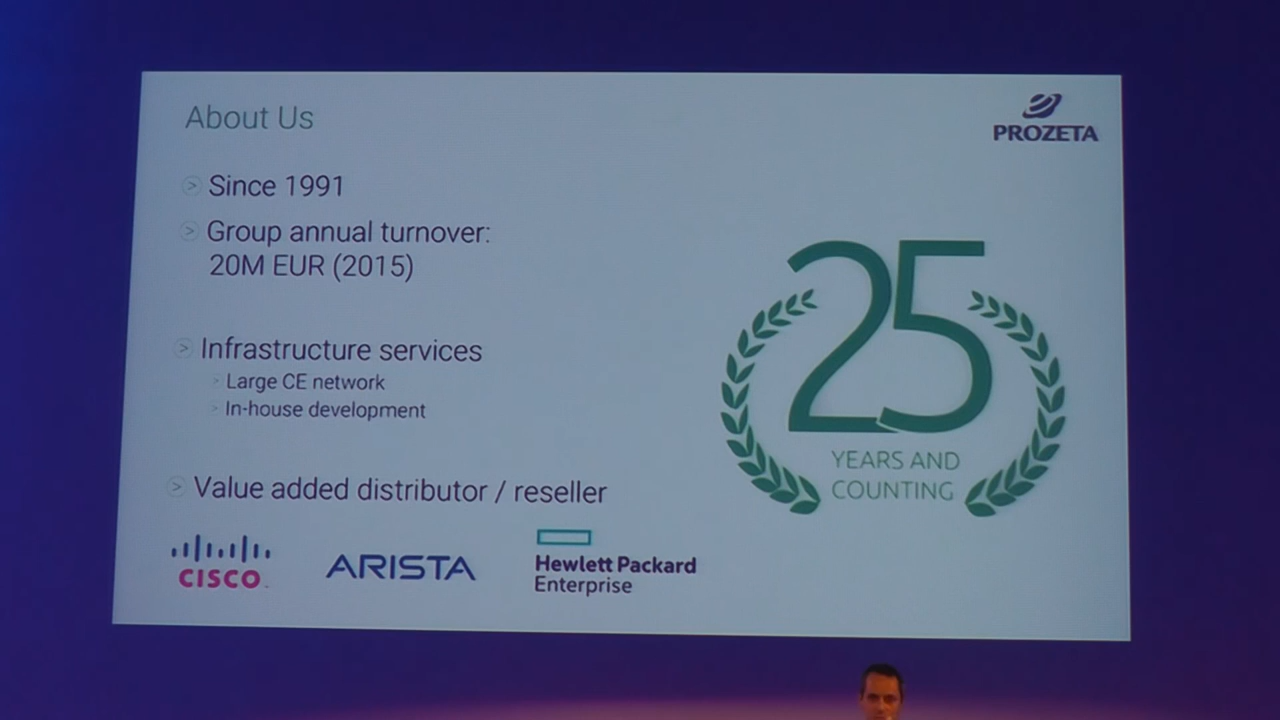 About Us
PROZETA
Since 1991
Group annual turnover:
20M EUR (2015)
Infrastructure services
Large CE network
In-house development
Value added distributor / reseller
CISCO
ARISTA
Hewlett Packard
Enterprise
25
YEARS AND
COUNTING